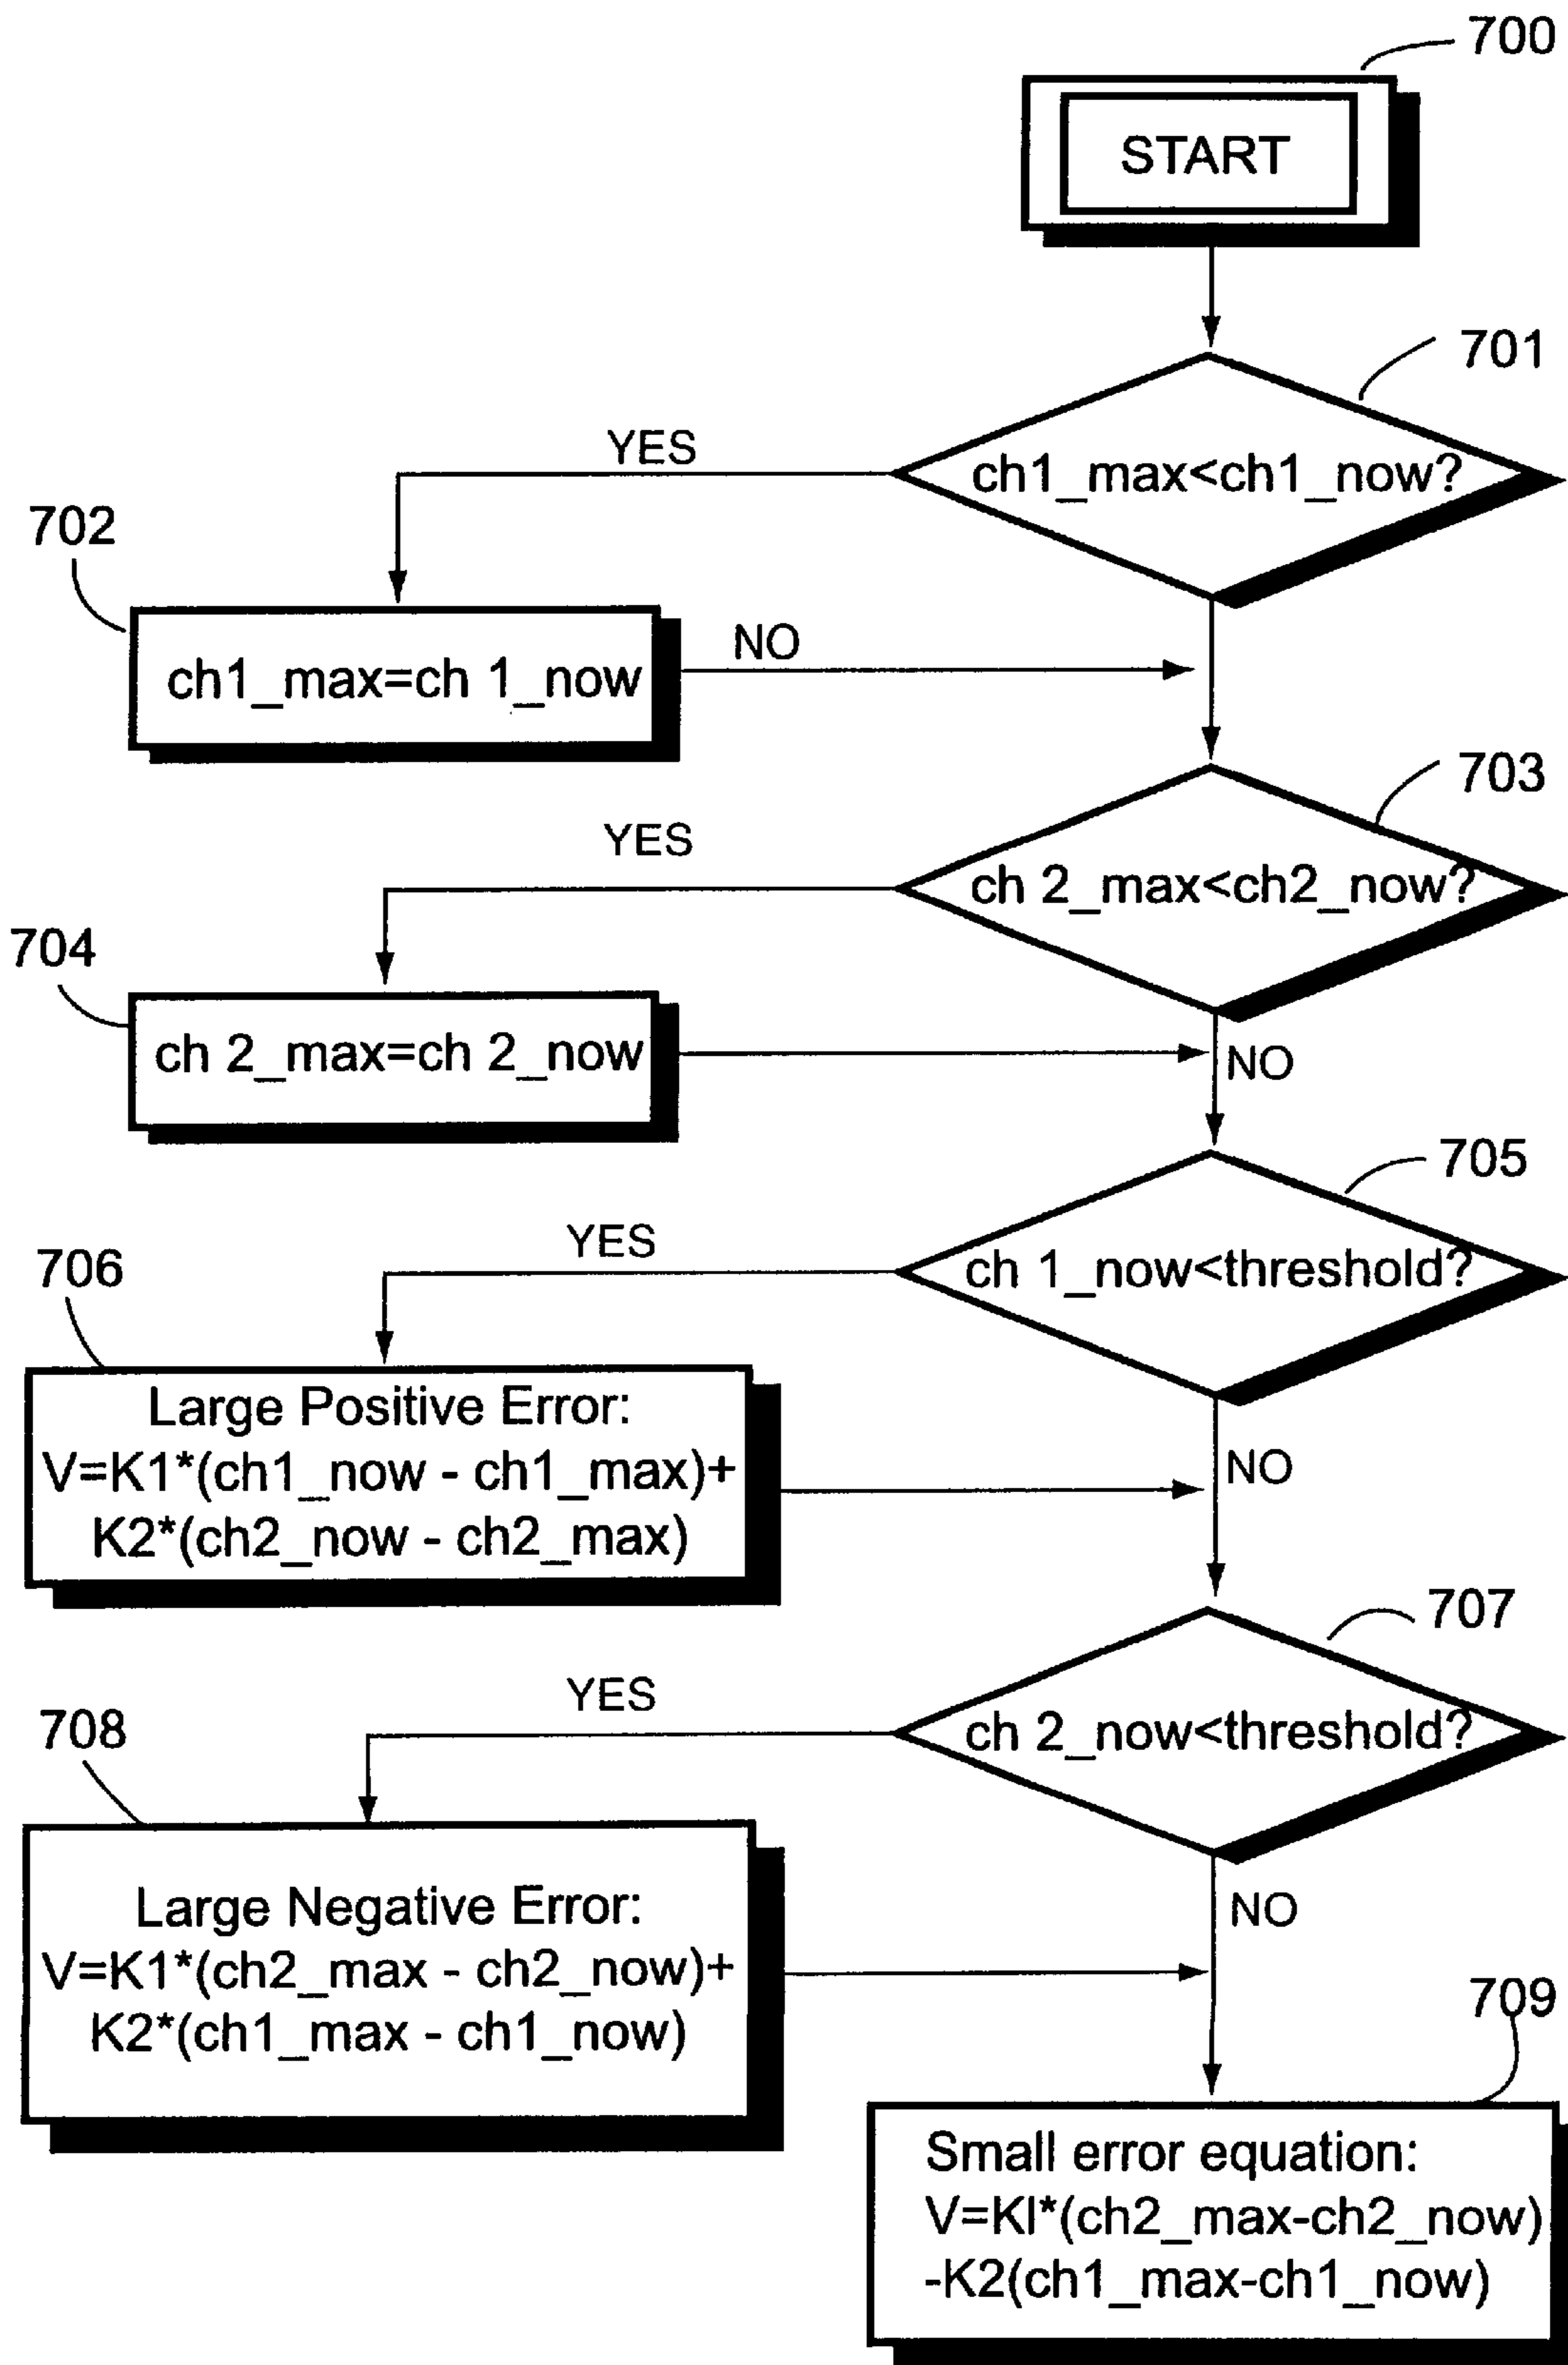 700
START
701
ch1_max<ch1_now?
YES
702
ch1_max=ch 1_now
NO
703
ch 2_max<ch2_now?
YES
704
ch 2_max=ch 2_now
NO
705
ch 1_now<threshold?
YES
706
Large Positive Error:
V=K1*(ch1_now - ch1_max)+
K2*(ch2_now - ch2_max)
NO
707
ch 2_now<threshold?
YES
708
Large Negative Error:
V=K1*(ch2_max - ch2_now)+
K2*(ch1_max - ch1_now)
NO
709
Small error equation:
V=KI*(ch2_max-ch2_now)
-K2(ch1_max-ch1_now)